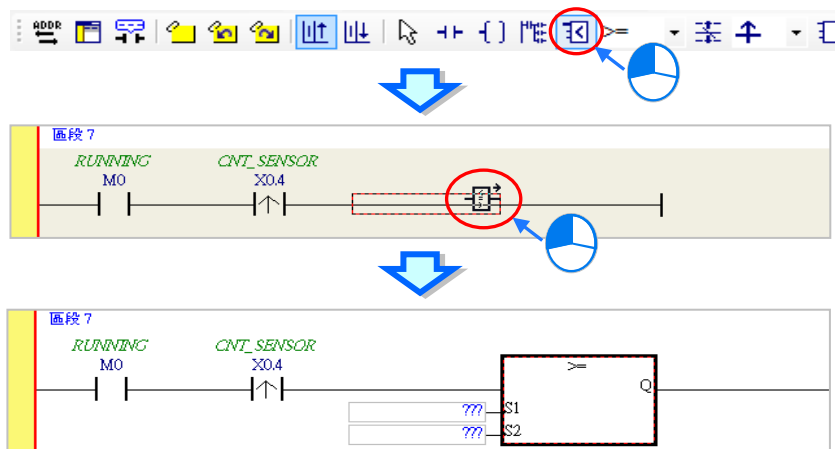 ADDR
>=
區段 7
RUNNING CNT_SENSOR
M0 X0.4
區段 7
RUNNING CNT_SENSOR
M0 X0.4
>=
Q
??? S1
??? S2